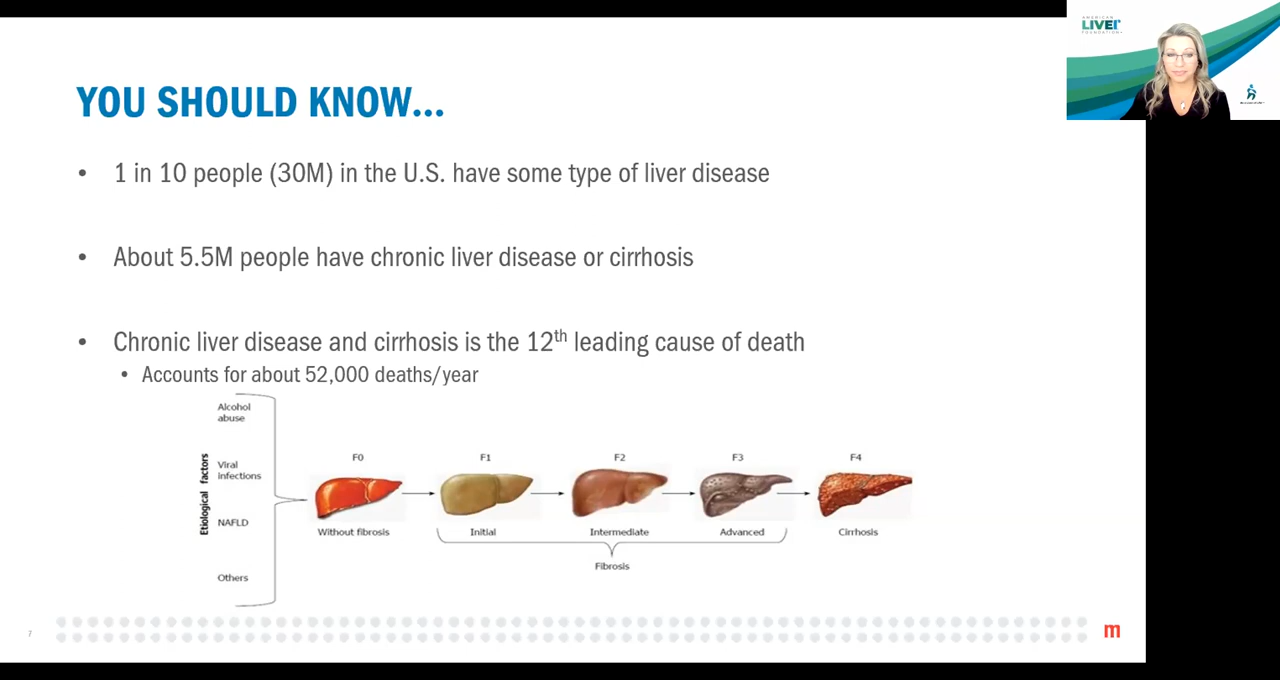 AMERICAN
LIVER
FOUNDATION
YOU SHOULD KNOW...
• 1 in 10 people (30M) in the U.S. have some type of liver disease
• About 5.5M people have chronic liver disease or cirrhosis
• Chronic liver disease and cirrhosis is the 12th leading cause of death
• Accounts for about 52,000 deaths/year
Etiological factors
Alcohol
abuse
Viral
infections
NAFLD
Others
F0 F1 F2 F3 F4
Without fibrosis Initial Intermediate Advanced Cirrhosis
Fibrosis
7
m